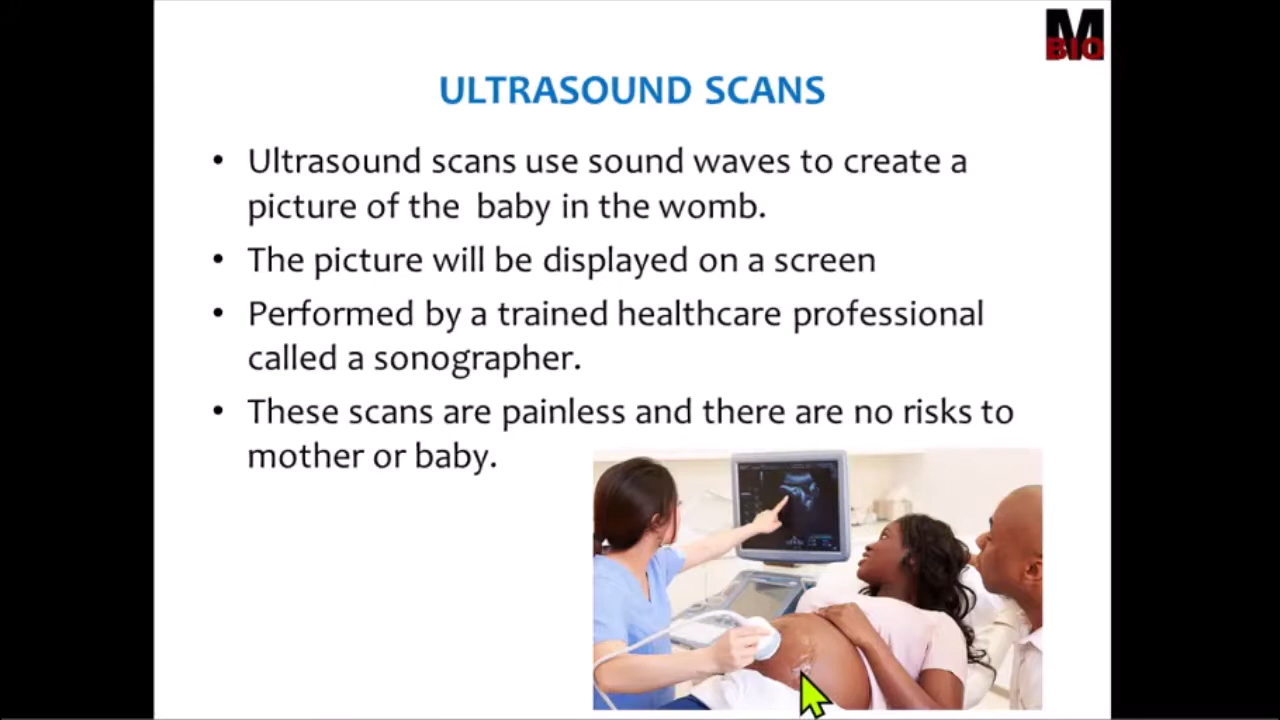 M
BIO
ULTRASOUND SCANS
• Ultrasound scans use sound waves to create a
picture of the baby in the womb.
• The picture will be displayed on a screen
• Performed by a trained healthcare professional
called a sonographer.
• These scans are painless and there are no risks to
mother or baby.